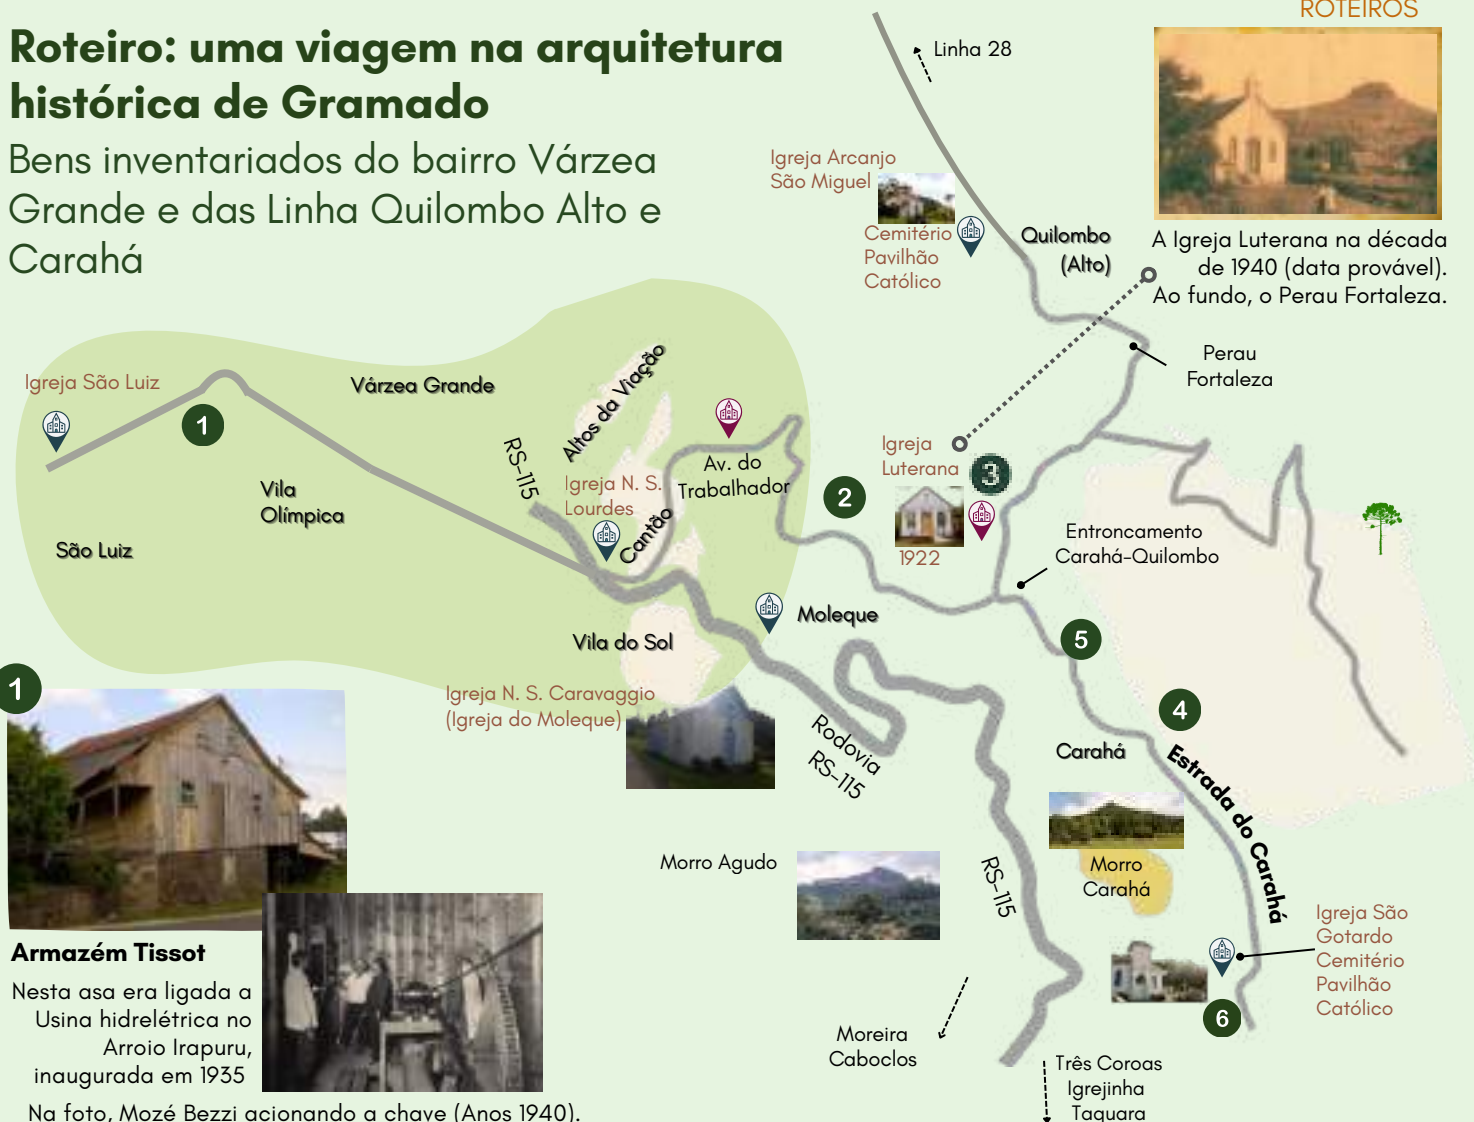 ROTEIROS
Roteiro: uma viagem na arquitetura
histórica de Gramado
Bens inventariados do bairro Várzea
Grande e das Linha Quilombo Alto e
Carahá
Linha 28
Igreja Arcanjo
São Miguel
Cemitério
Pavilhão
Católico
Quilombo
(Alto)
A Igreja Luterana na década
de 1940 (data provável).
Ao fundo, o Perau Fortaleza.
Perau
Fortaleza
Igreja São Luiz
1
Várzea Grande
Altos da Viação
RS-115
Vila
Olímpica
São Luiz
Igreja N. S.
Lourdes
Cantão
Av. do
Trabalhador
2
Igreja
Luterana
3
1922
Entroncamento
Carahá-Quilombo
Moleque
Vila do Sol
5
4
Igreja N. S. Caravaggio
(Igreja do Moleque)
Rodovia
RS-115
Carahá
Estrada do Carahá
Morro Agudo
RS-115
Morro
Carahá
Igreja São
Gotardo
Cemitério
Pavilhão
Católico
6
Moreira
Caboclos
Três Coroas
Igrejinha
Taquara
1
Armazém Tissot
Nesta asa era ligada a
Usina hidrelétrica no
Arroio Irapuru,
inaugurada em 1935
Na foto, Mozé Bezzi acionando a chave (Anos 1940).